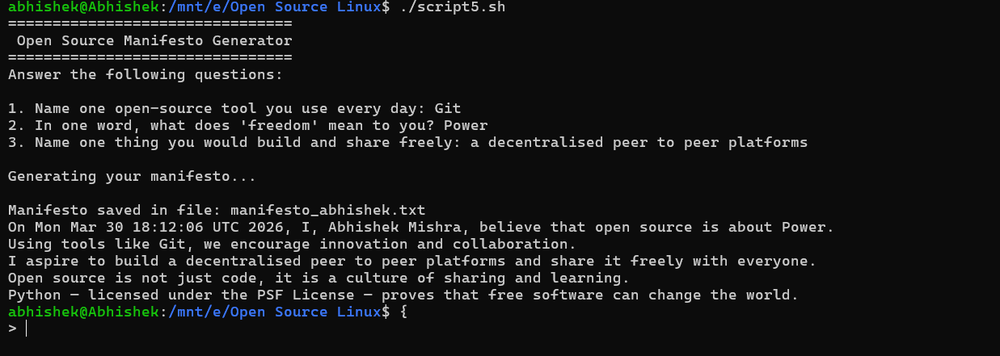 abhishek@Abhishek:/mnt/e/Open Source Linux$ ./script5.sh
================================
 Open Source Manifesto Generator
================================
Answer the following questions:

1. Name one open-source tool you use every day: Git
2. In one word, what does 'freedom' mean to you? Power
3. Name one thing you would build and share freely: a decentralised peer to peer platforms

Generating your manifesto...

Manifesto saved in file: manifesto_abhishek.txt
On Mon Mar 30 18:12:06 UTC 2026, I, Abhishek Mishra, believe that open source is about Power.
Using tools like Git, we encourage innovation and collaboration.
I aspire to build a decentralised peer to peer platforms and share it freely with everyone.
Open source is not just code, it is a culture of sharing and learning.
Python — licensed under the PSF License — proves that free software can change the world.
abhishek@Abhishek:/mnt/e/Open Source Linux$ {
>